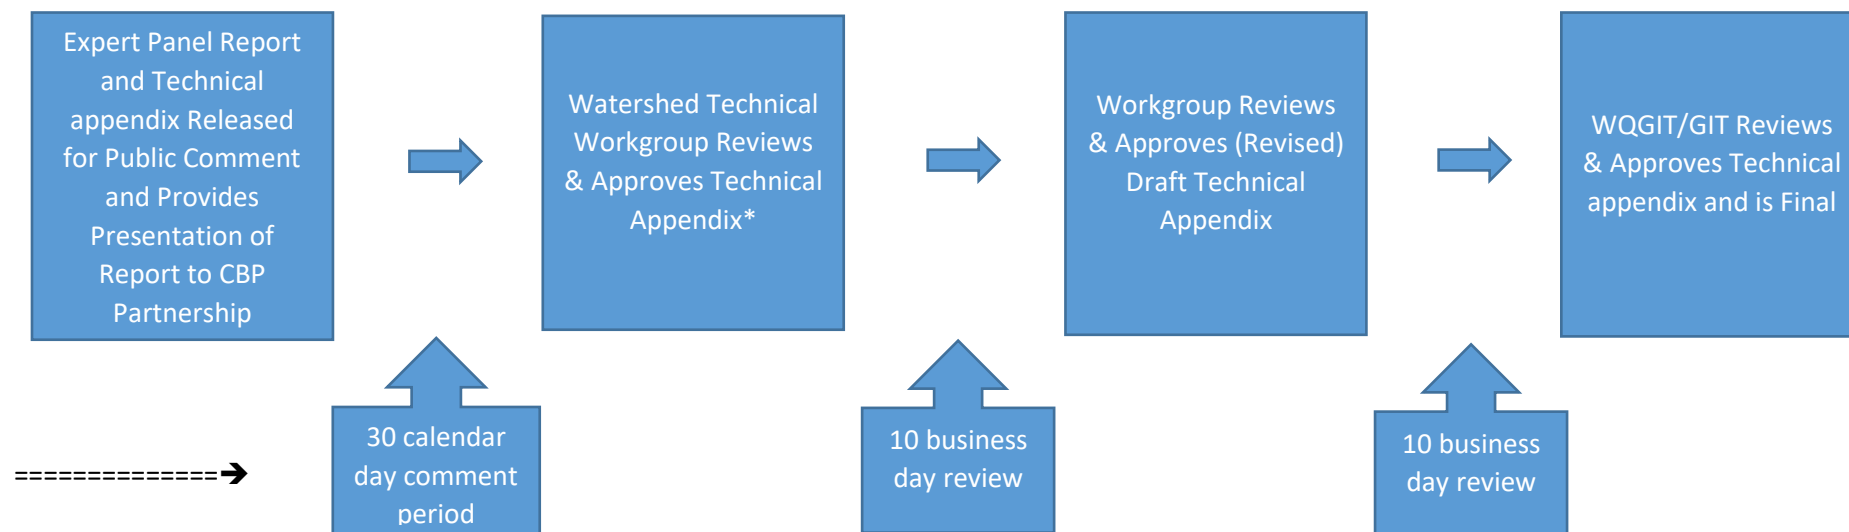 Expert Panel Report
and Technical
appendix Released
for Public Comment
and Provides
Presentation of
Report to CBP
Partnership
Watershed Technical
Workgroup Reviews
& Approves Technical
Appendix*
Workgroup Reviews
& Approves (Revised)
Draft Technical
Appendix
WQGIT/GIT Reviews
& Approves Technical
appendix and is Final
==============➔
30 calendar
day comment
period
10 business
day review
10 business
day review